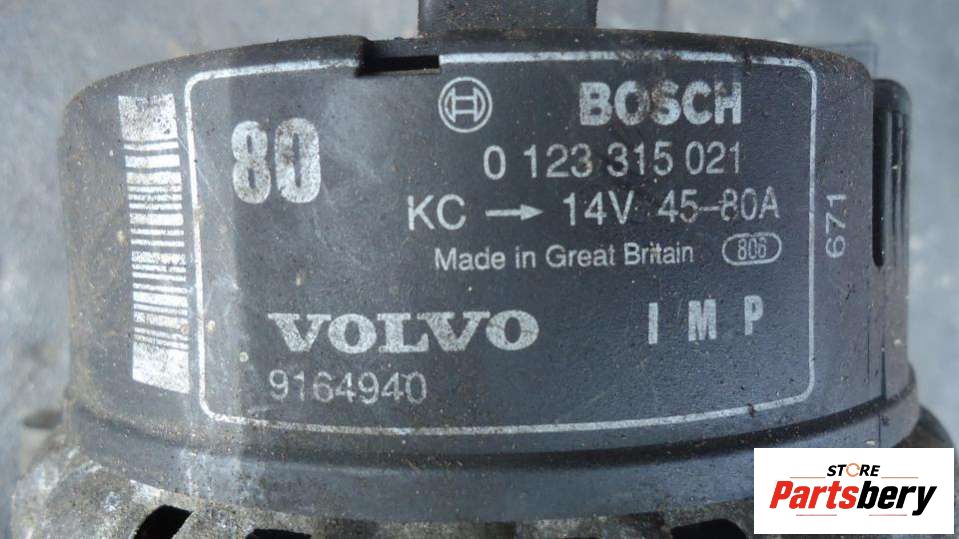 80
BOSCH
0 123 315 021
KC → 14V 45-80A
Made in Great Britain 806
671
VOLVO
I M P
9164940
STORE
Partsbery